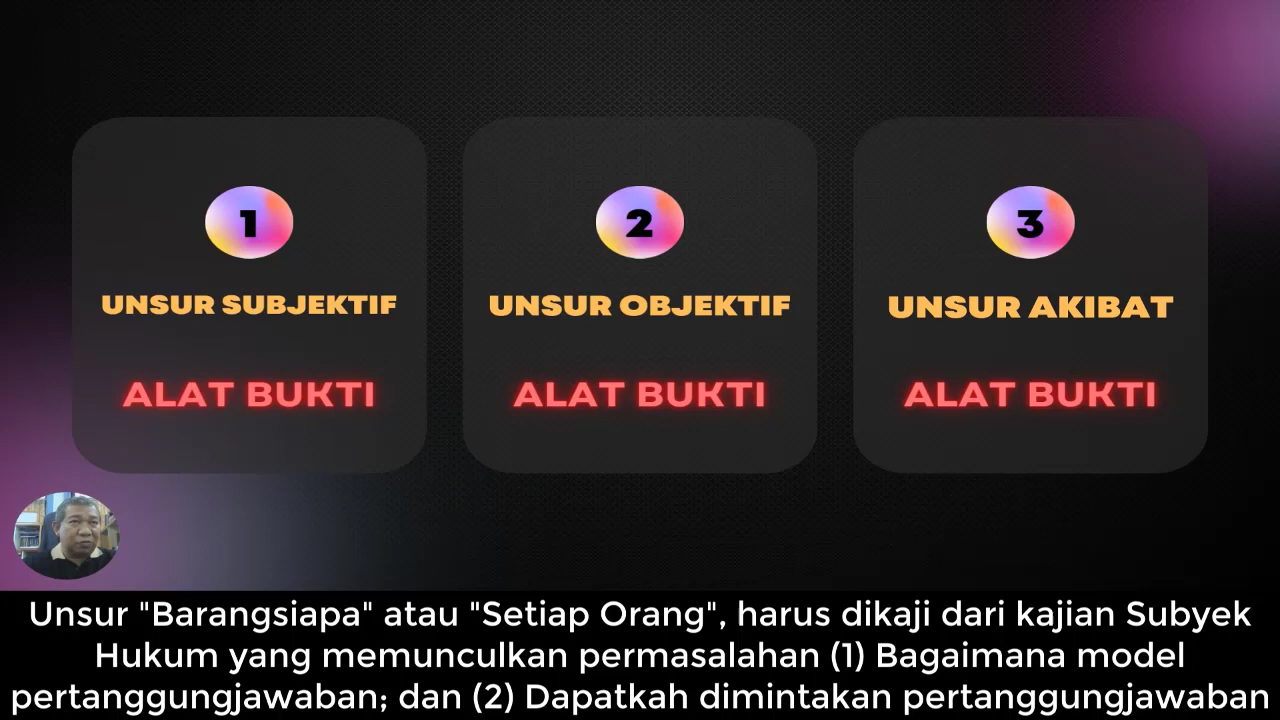 1
UNSUR SUBJEKTIF
ALAT BUKTI
2
UNSUR OBJEKTIF
ALAT BUKTI
3
UNSUR AKIBAT
ALAT BUKTI
Unsur "Barangsiapa" atau "Setiap Orang", harus dikaji dari kajian Subyek
Hukum yang memunculkan permasalahan (1) Bagaimana model
pertanggungjawaban; dan (2) Dapatkah dimintakan pertanggungjawaban